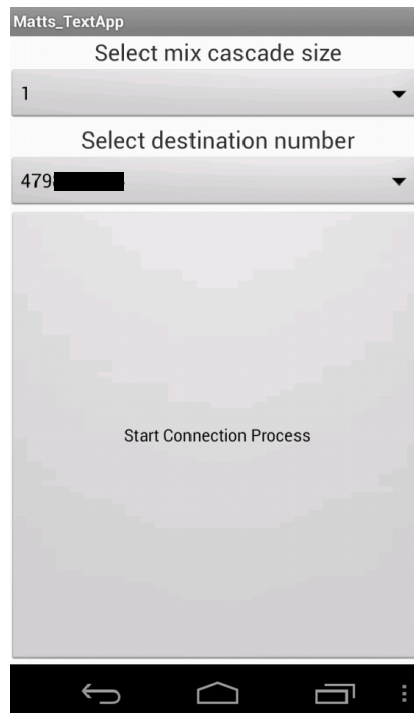 Matts_TextApp
Select mix cascade size
1
Select destination number
479
Start Connection Process